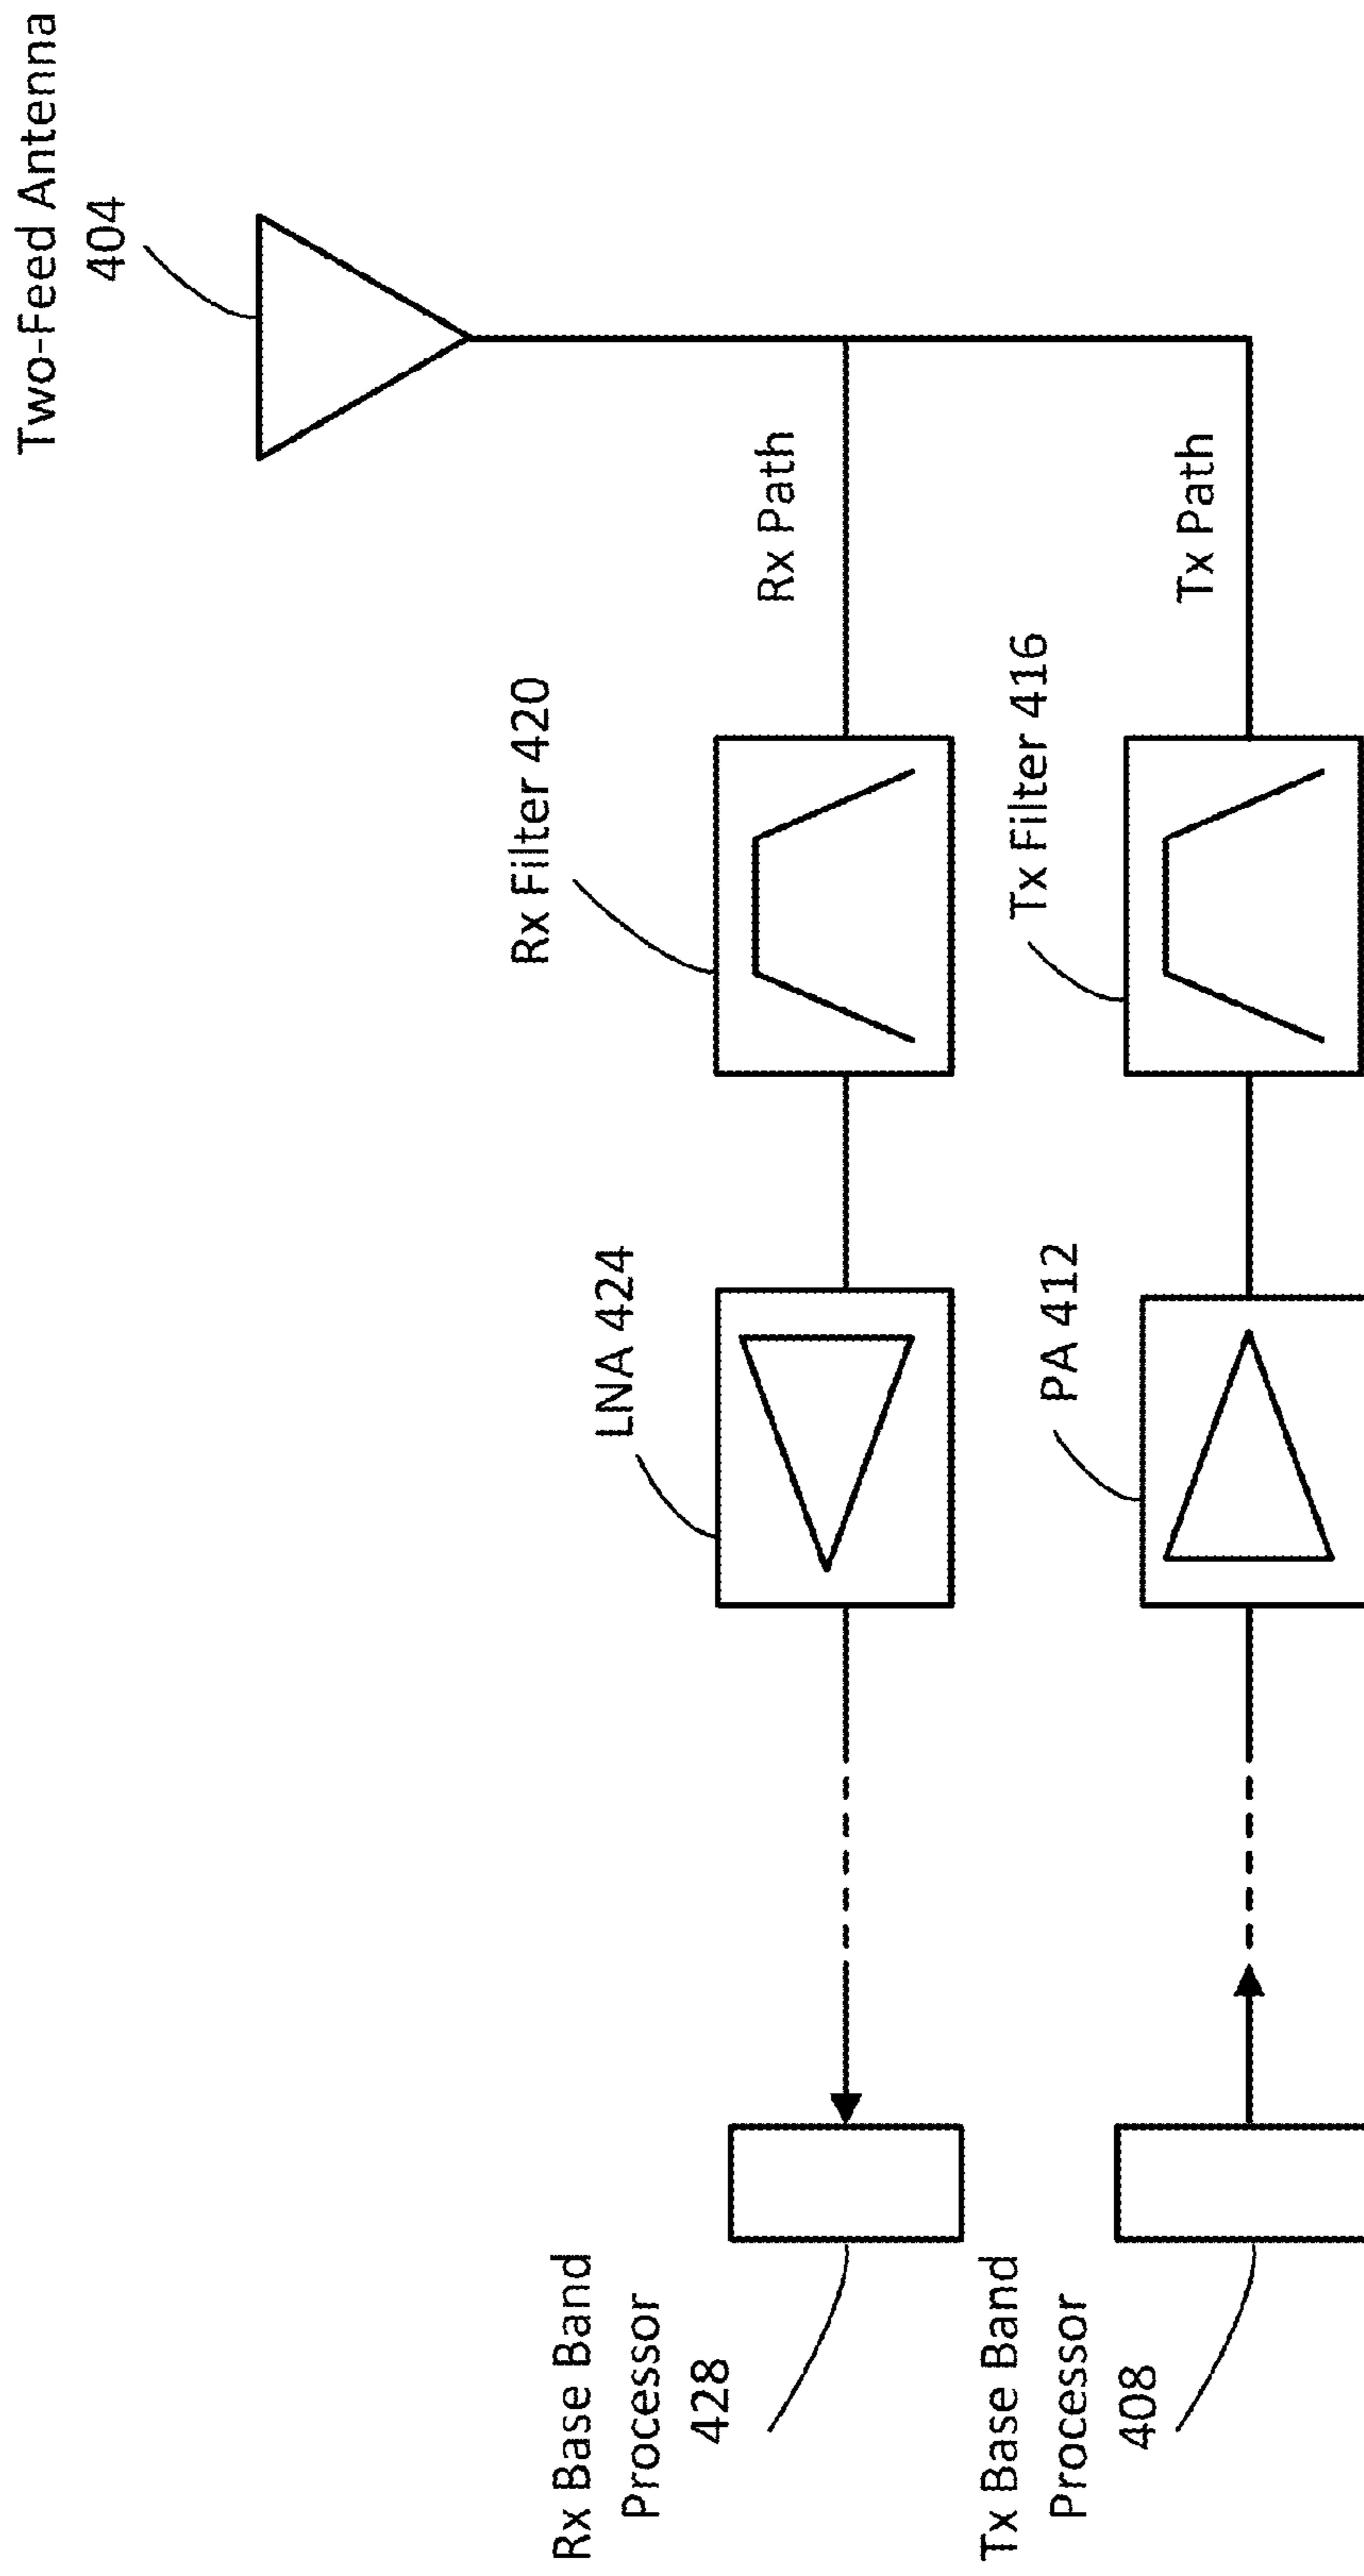 Two-Feed Antenna
404
Rx Path
Rx Filter 420
LNA 424
Rx Base Band
Processor
428
Tx Path
Tx Filter 416
PA 412
Tx Base Band
Processor
408